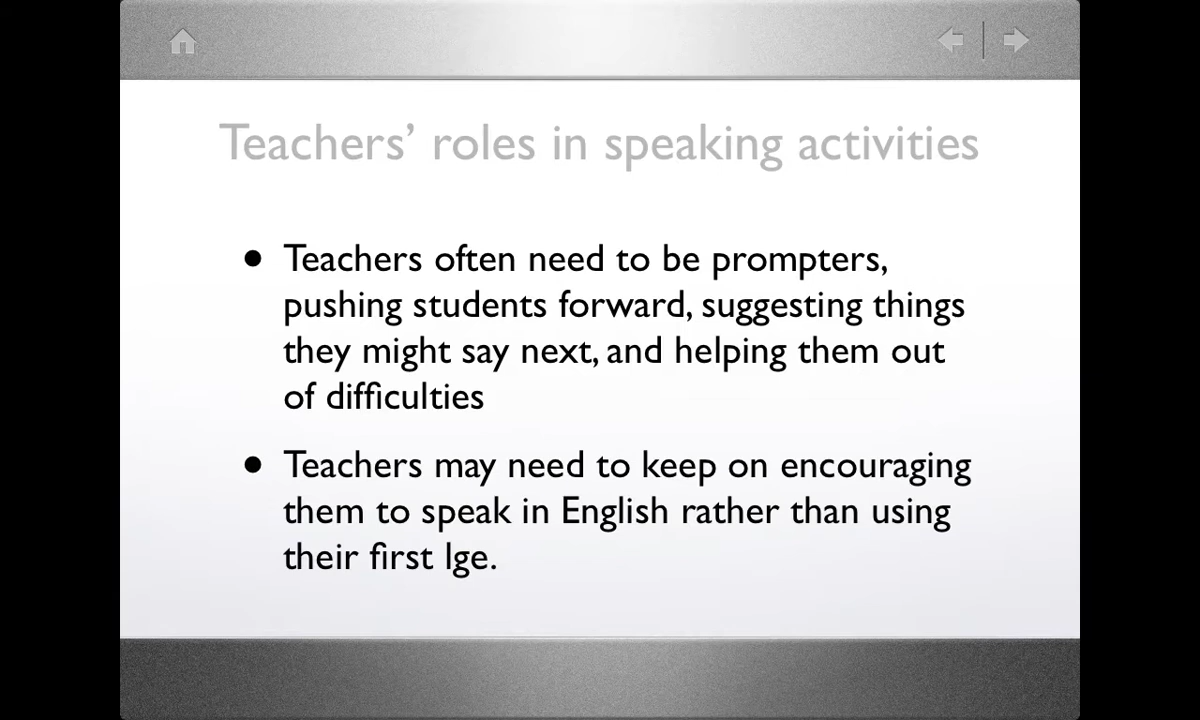 Teachers’ roles in speaking activities
• Teachers often need to be prompters,
pushing students forward, suggesting things
they might say next, and helping them out
of difficulties
• Teachers may need to keep on encouraging
them to speak in English rather than using
their first lge.